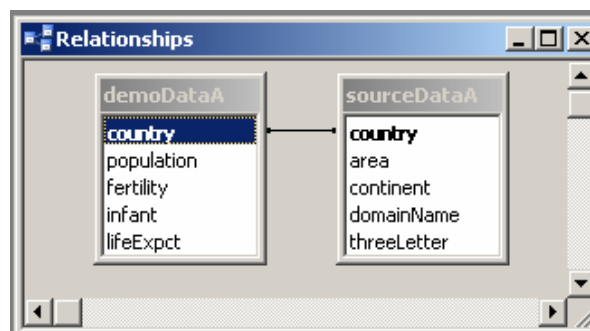 Relationships
demoDataA
country
population
fertility
infant
lifeExpct
sourceDataA
country
area
continent
domainName
threeLetter